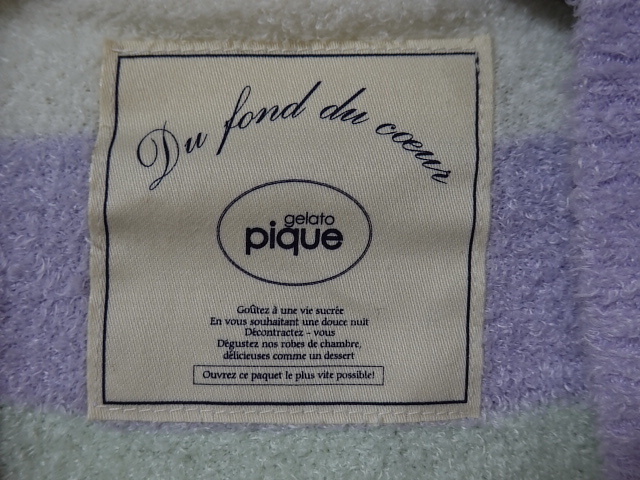 Du fond du cœur
gelato
pique
Goûtez à une vie sucrée
En vous souhaitant une douce nuit
Décontractez - vous
Dégustez nos robes de chambre,
délicieuses comme un dessert
Ouvrez ce paquet le plus vite possible!